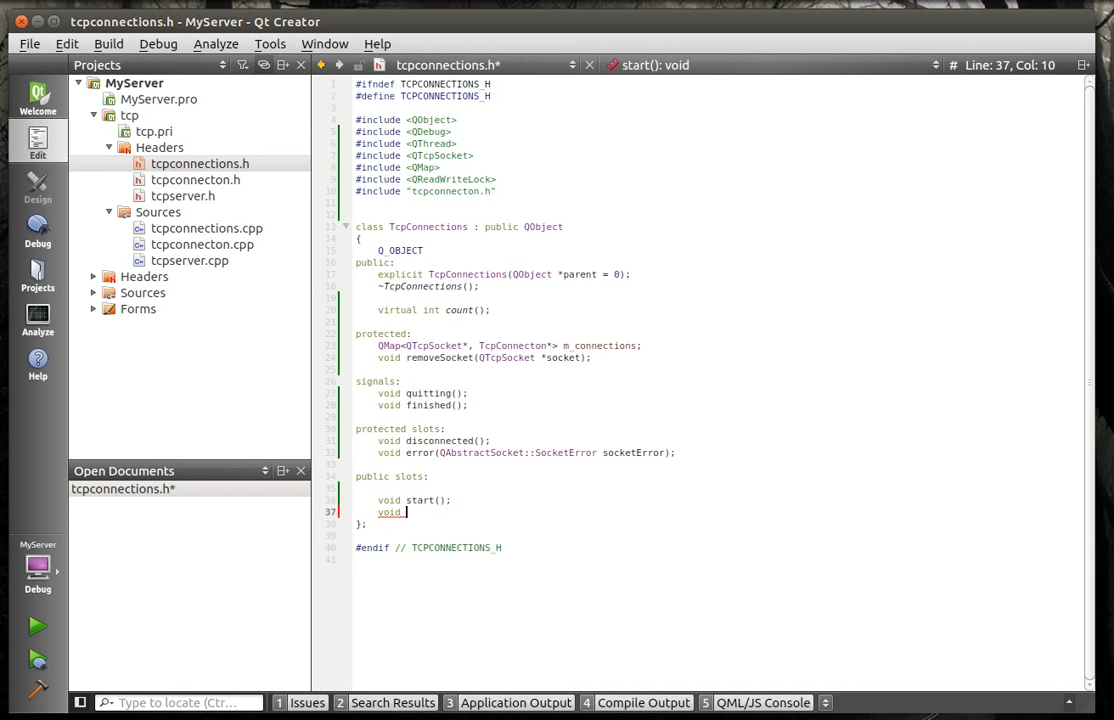 tcpconnections.h - MyServer - Qt Creator
File Edit Build Debug Analyze Tools Window Help
Projects tcpconnections.h* start(): void # Line: 37, Col: 10
Welcome
Edit
Design
Debug
Projects
Analyze
Help
MyServer
MyServer.pro
tcp
tcp.pri
Headers
tcpconnections.h
tcpconnecton.h
tcpserver.h
Sources
tcpconnections.cpp
tcpconnecton.cpp
tcpserver.cpp
Headers
Sources
Forms
Open Documents
tcpconnections.h*
MyServer
Debug
1 #ifndef TCPCONNECTIONS_H
2 #define TCPCONNECTIONS_H
3
4 #include <QObject>
5 #include <QDebug>
6 #include <QThread>
7 #include <QTcpSocket>
8 #include <QMap>
9 #include <QReadWriteLock>
10 #include "tcpconnecton.h"
11
12
13 class TcpConnections : public QObject
14 {
15 Q_OBJECT
16 public:
17 explicit TcpConnections(QObject *parent = 0);
18 ~TcpConnections();
19
20 virtual int count();
21
22 protected:
23 QMap<QTcpSocket*, TcpConnecton*> m_connections;
24 void removeSocket(QTcpSocket *socket);
25
26 signals:
27 void quitting();
28 void finished();
29
30 protected slots:
31 void disconnected();
32 void error(QAbstractSocket::SocketError socketError);
33
34 public slots:
35
36 void start();
37 void
38 };
39
40 #endif // TCPCONNECTIONS_H
41
Type to locate (Ctr... 1 Issues 2 Search Results 3 Application Output 4 Compile Output 5 QML/JS Console